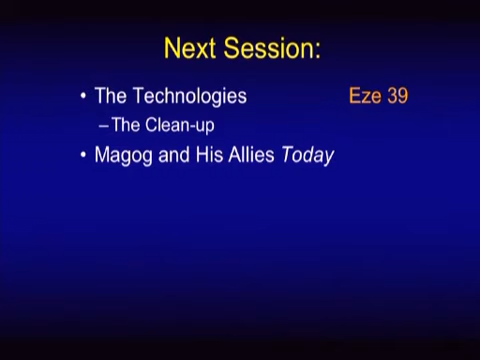 Next Session:
• The Technologies Eze 39
–The Clean-up
• Magog and His Allies Today